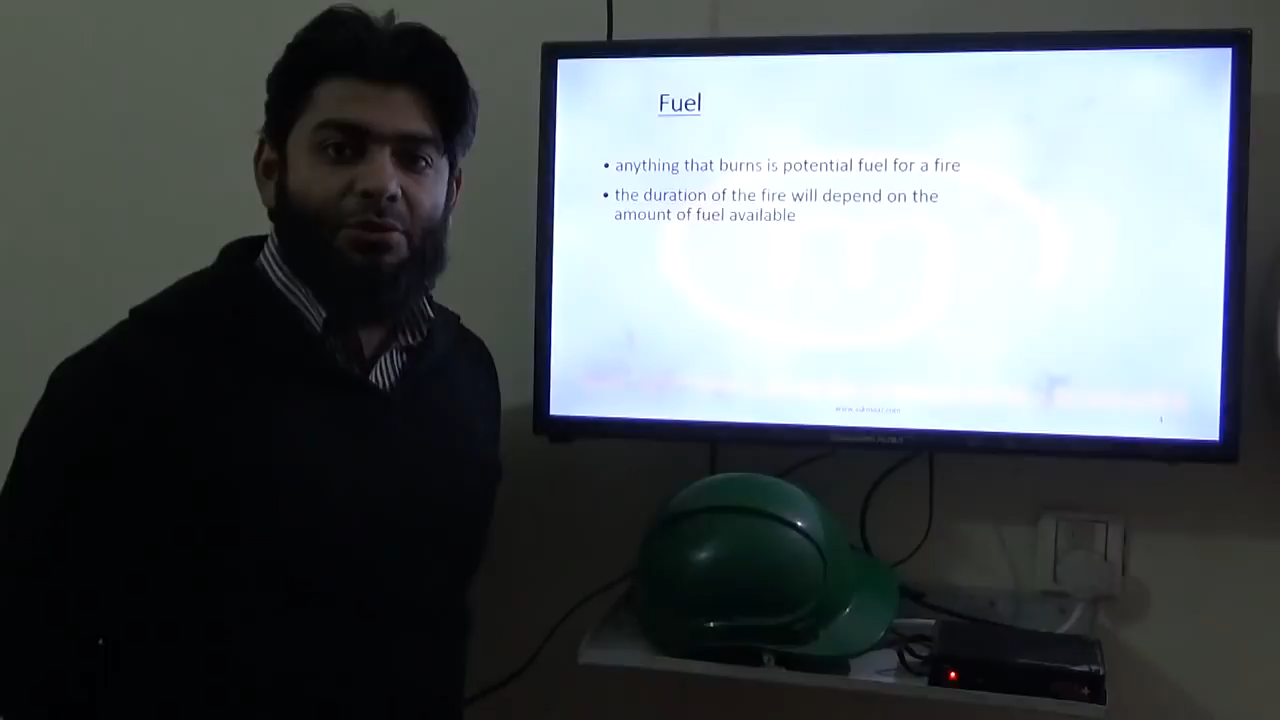 Fuel
• anything that burns is potential fuel for a fire
• the duration of the fire will depend on the
amount of fuel available
1